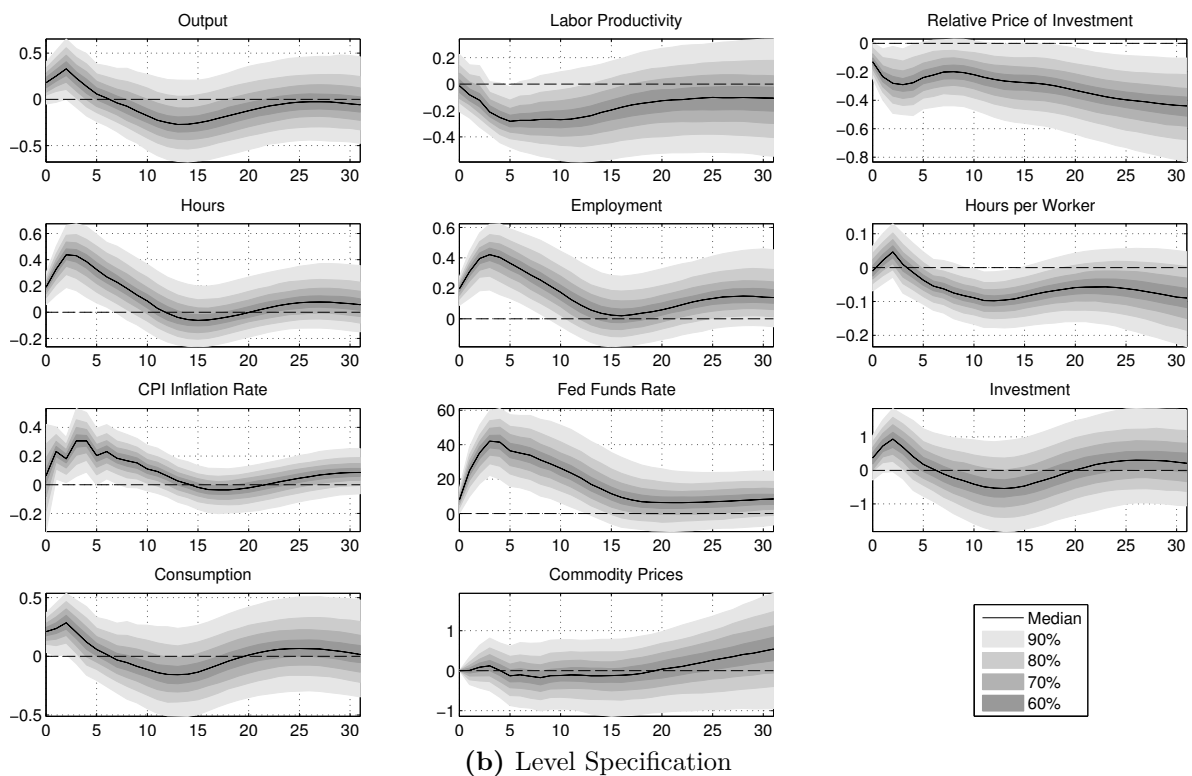 Output
Labor Productivity
Relative Price of Investment
0.5
0
−0.5
0 5 10 15 20 25 30
0.2
0
−0.2
−0.4
0 5 10 15 20 25 30
0
−0.2
−0.4
−0.6
−0.8
0 5 10 15 20 25 30
Hours
Employment
Hours per Worker
0.6
0.4
0.2
0
−0.2
0 5 10 15 20 25 30
0.6
0.4
0.2
0
0 5 10 15 20 25 30
0.1
0
−0.1
−0.2
0 5 10 15 20 25 30
CPI Inflation Rate
Fed Funds Rate
Investment
0.4
0.2
0
−0.2
0 5 10 15 20 25 30
60
40
20
0
0 5 10 15 20 25 30
1
0
−1
0 5 10 15 20 25 30
Consumption
Commodity Prices
0.5
0
−0.5
0 5 10 15 20 25 30
1
0
−1
0 5 10 15 20 25 30
Median
90%
80%
70%
60%
(b) Level Specification